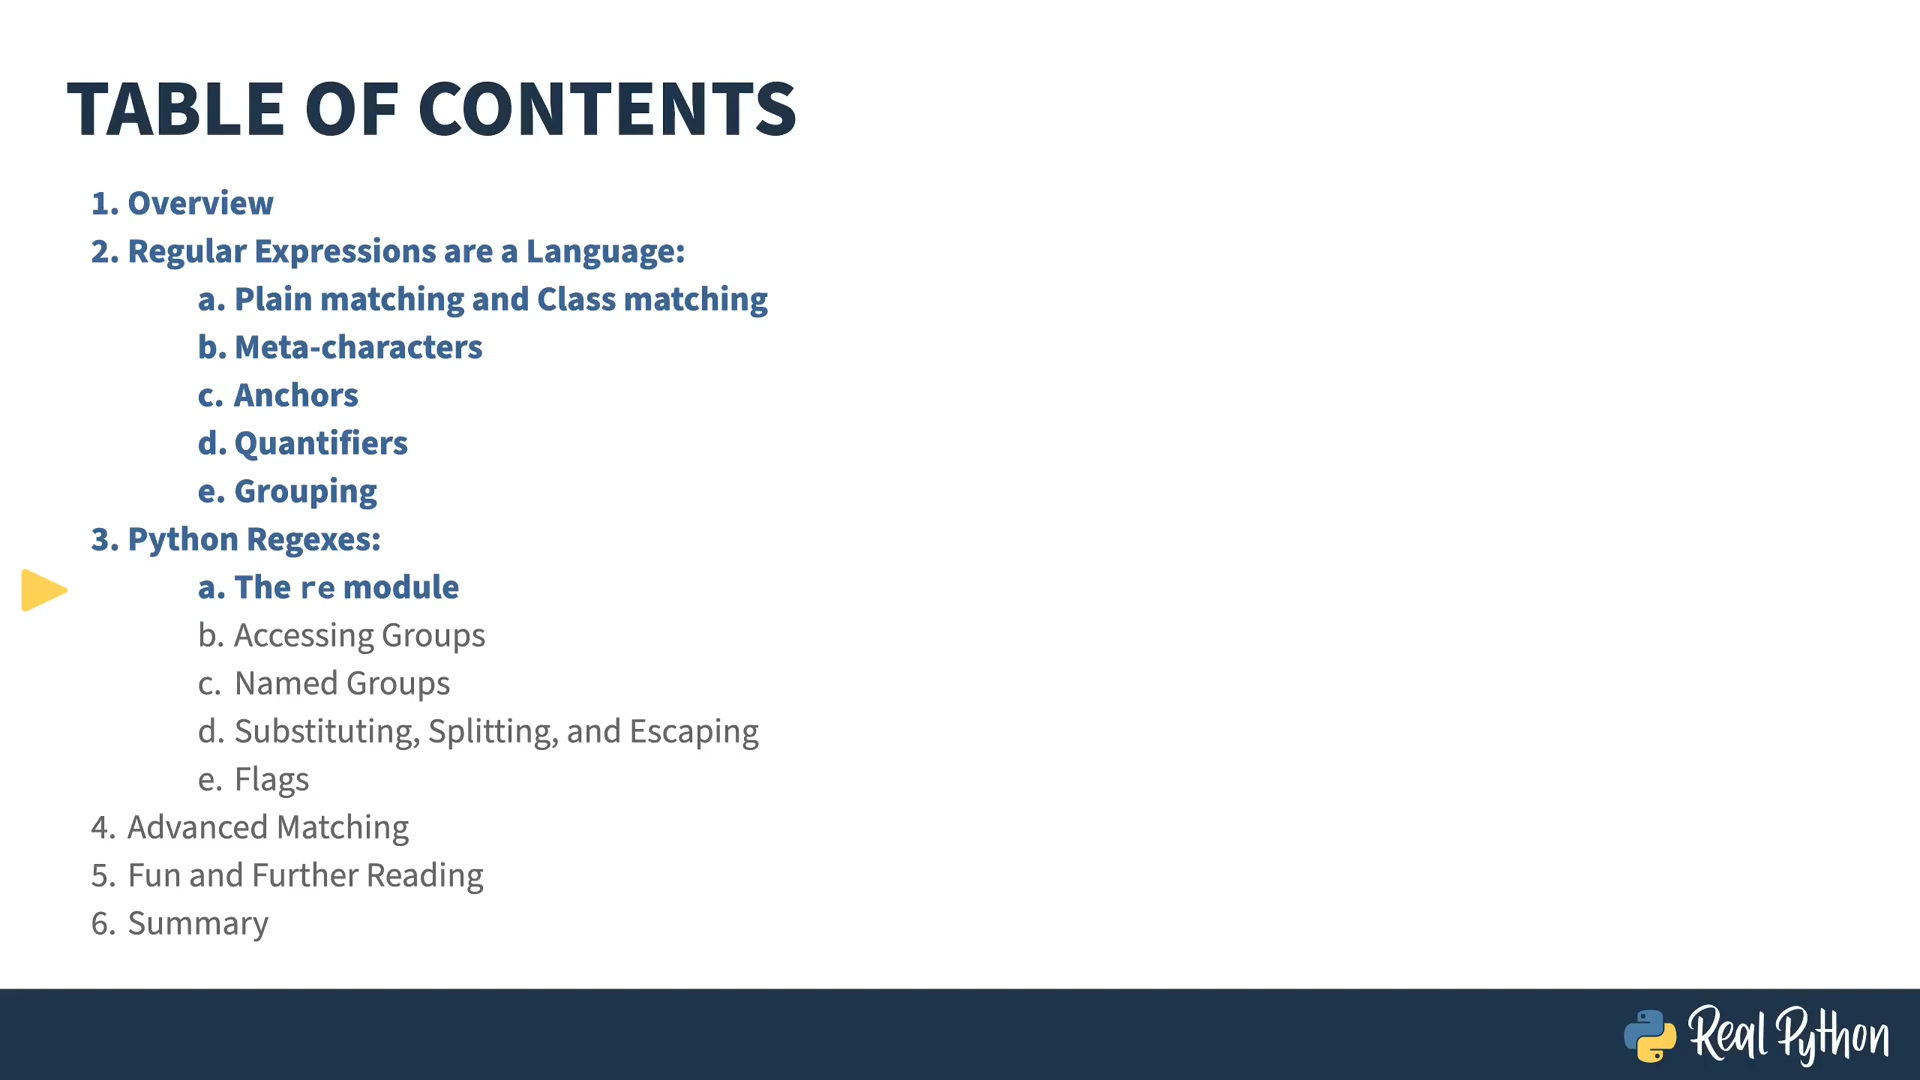 TABLE OF CONTENTS
1. Overview
2. Regular Expressions are a Language:
a. Plain matching and Class matching
b. Meta-characters
c. Anchors
d. Quantifiers
e. Grouping
3. Python Regexes:
a. The re module
b. Accessing Groups
c. Named Groups
d. Substituting, Splitting, and Escaping
e. Flags
4. Advanced Matching
5. Fun and Further Reading
6. Summary
Real Python